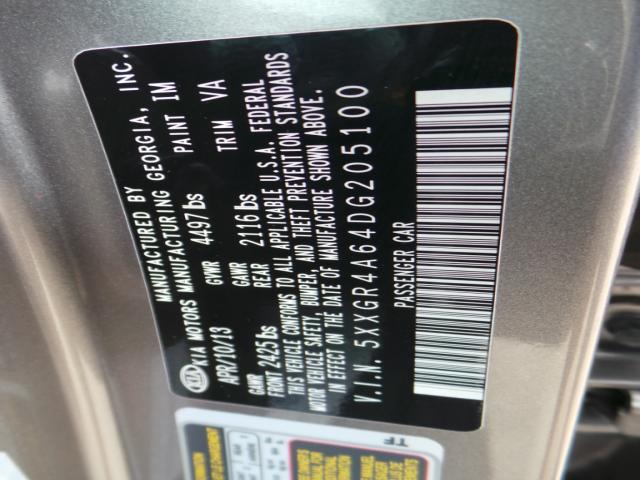 MANUFACTURED BY
KIA
KIA MOTORS MANUFACTURING GEORGIA, INC.
APR/10/13 GVWR 4497lbs PAINT IM
GAWR FRONT 2425lbs GAWR REAR 2116lbs TRIM VA
THIS VEHICLE CONFORMS TO ALL APPLICABLE U.S.A. FEDERAL
MOTOR VEHICLE SAFETY, BUMPER, AND THEFT PREVENTION STANDARDS
IN EFFECT ON THE DATE OF MANUFACTURE SHOWN ABOVE.
V.I.N. 5XXGR4A64DG205100
PASSENGER CAR
TF